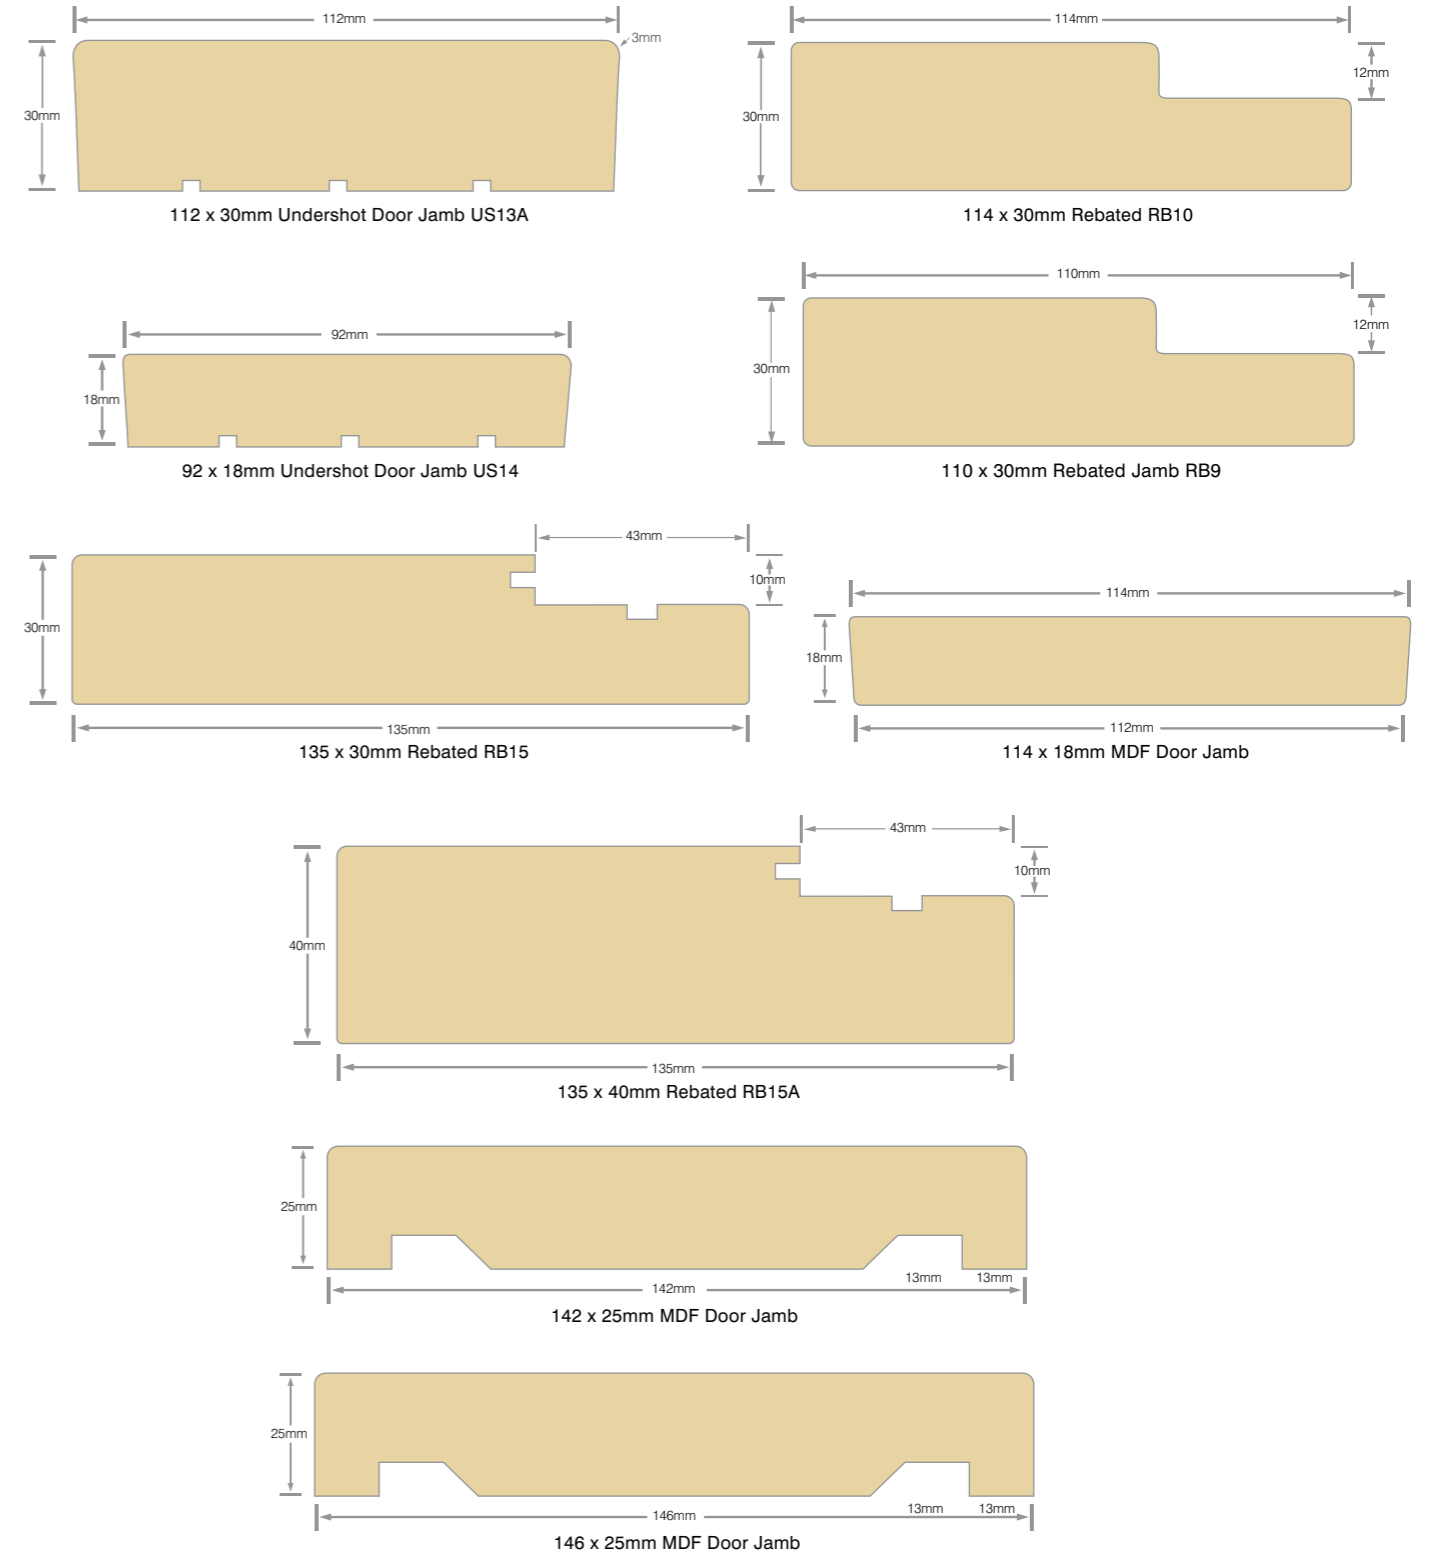 112mm
3mm
30mm
112 x 30mm Undershot Door Jamb US13A
114mm
12mm
30mm
114 x 30mm Rebated RB10
92mm
18mm
92 x 18mm Undershot Door Jamb US14
110mm
12mm
30mm
110 x 30mm Rebated Jamb RB9
43mm
10mm
30mm
135mm
135 x 30mm Rebated RB15
114mm
18mm
112mm
114 x 18mm MDF Door Jamb
43mm
10mm
40mm
135mm
135 x 40mm Rebated RB15A
25mm
13mm 13mm
142mm
142 x 25mm MDF Door Jamb
25mm
13mm 13mm
146mm
146 x 25mm MDF Door Jamb